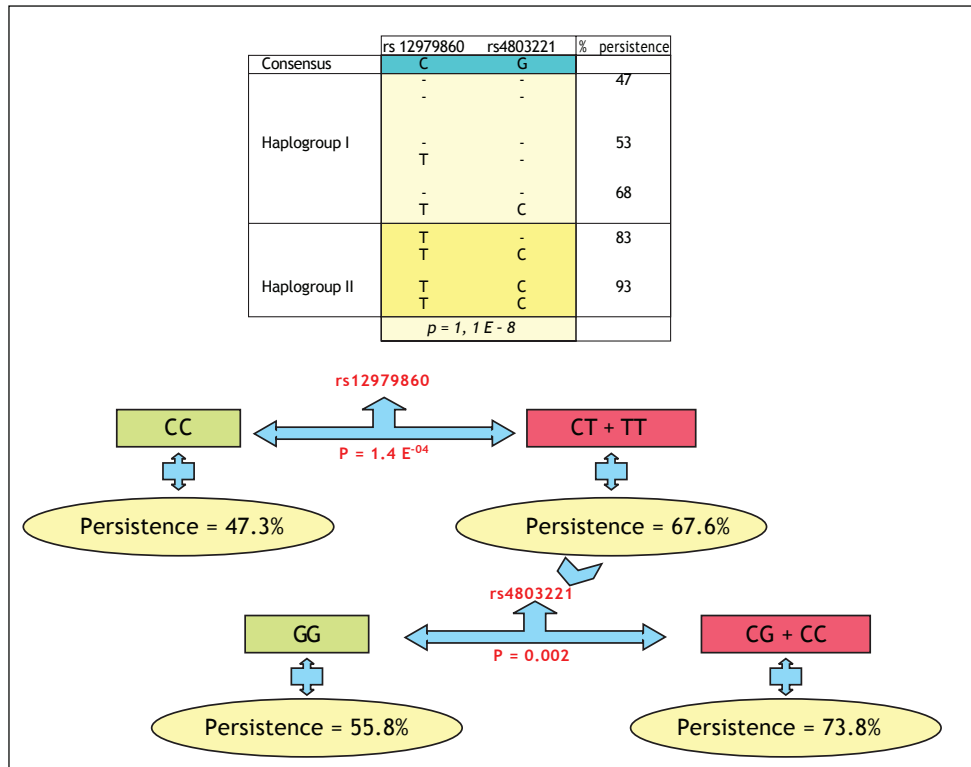 rs 12979860 rs4803221 % persistence
Consensus C G
- - 47
- -
Haplogroup I - - 53
T -
- - 68
T C
T - 83
T C
Haplogroup II T C 93
T C
p = 1, 1 E - 8
rs12979860
CC CT + TT
P = 1.4 E-04
Persistence = 47.3% Persistence = 67.6%
rs4803221
GG CG + CC
P = 0.002
Persistence = 55.8% Persistence = 73.8%